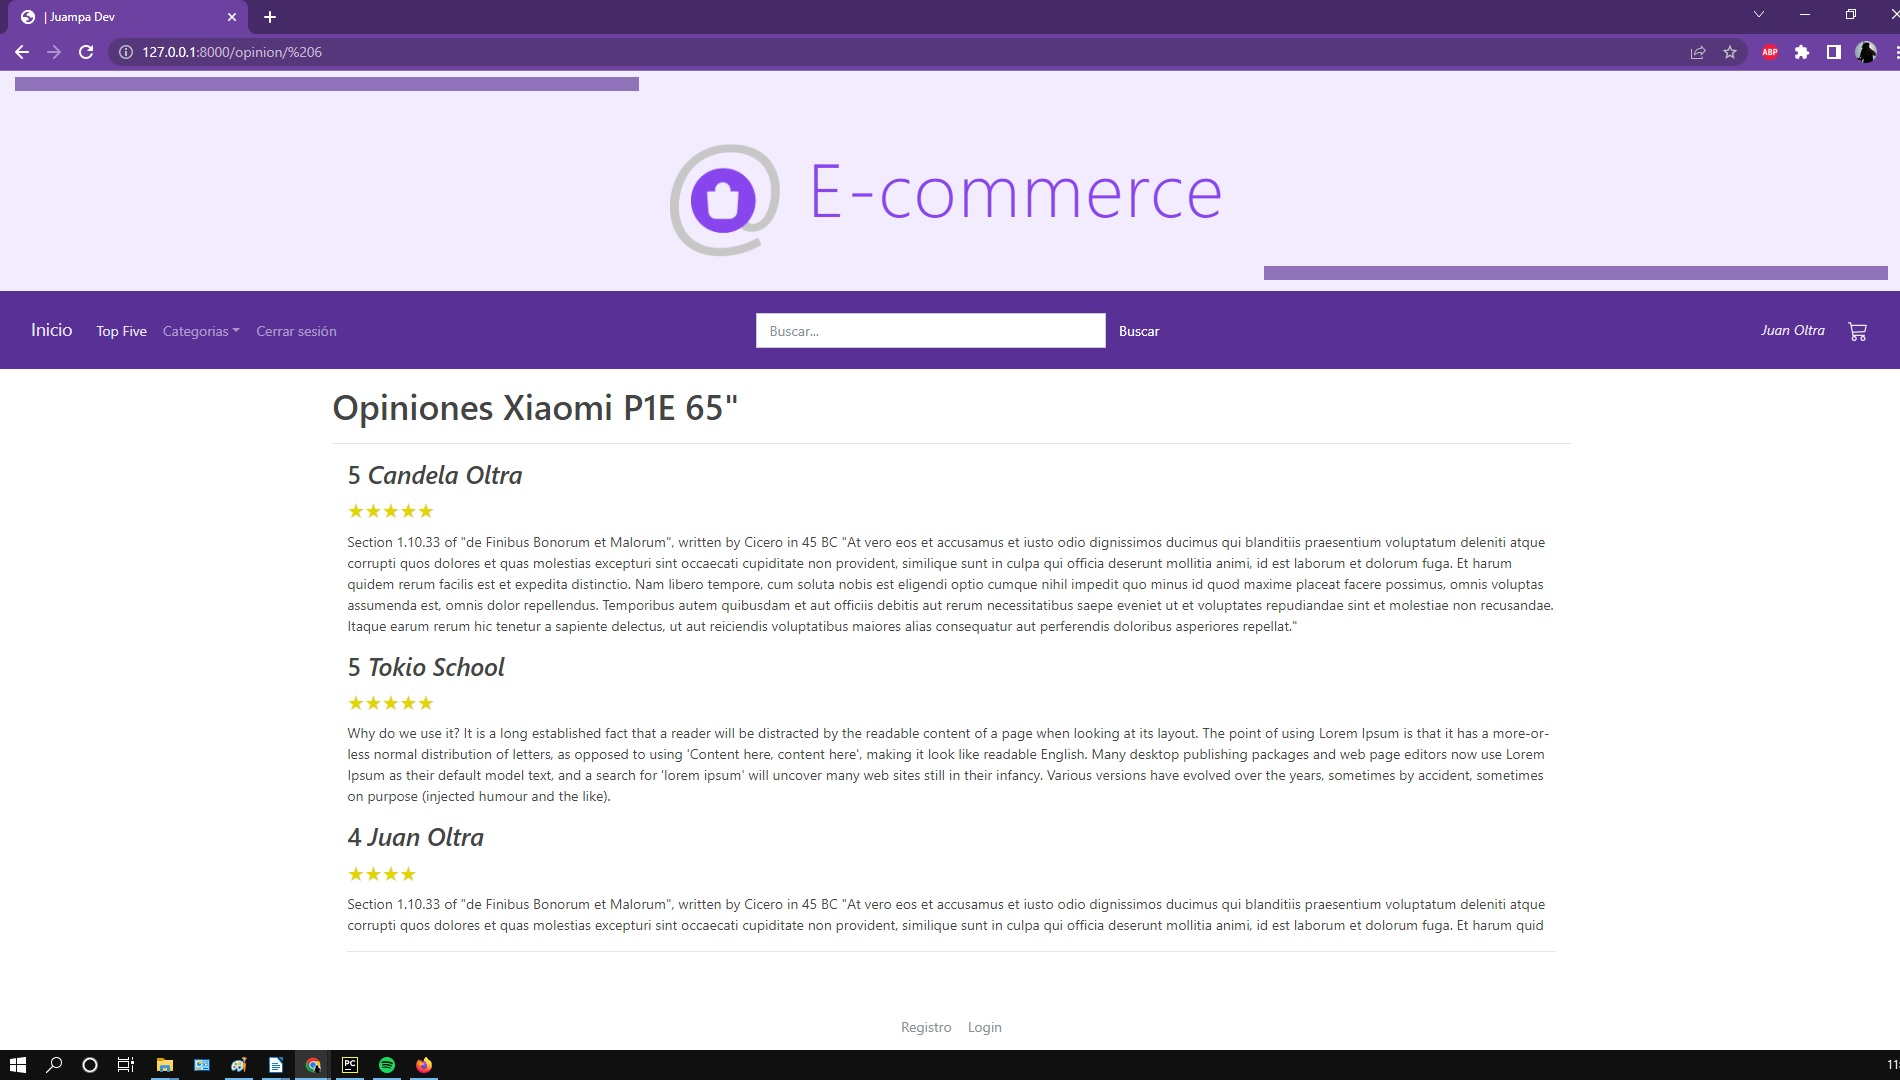 | Juampa Dev
127.0.0.1:8000/opinion/%206
ABP
E-commerce
Inicio Top Five Categorias Cerrar sesión Buscar... Buscar Juan Oltra
Opiniones Xiaomi P1E 65"
5 Candela Oltra
★★★★★
Section 1.10.33 of "de Finibus Bonorum et Malorum", written by Cicero in 45 BC "At vero eos et accusamus et iusto odio dignissimos ducimus qui blanditiis praesentium voluptatum deleniti atque
corrupti quos dolores et quas molestias excepturi sint occaecati cupiditate non provident, similique sunt in culpa qui officia deserunt mollitia animi, id est laborum et dolorum fuga. Et harum
quidem rerum facilis est et expedita distinctio. Nam libero tempore, cum soluta nobis est eligendi optio cumque nihil impedit quo minus id quod maxime placeat facere possimus, omnis voluptas
assumenda est, omnis dolor repellendus. Temporibus autem quibusdam et aut officiis debitis aut rerum necessitatibus saepe eveniet ut et voluptates repudiandae sint et molestiae non recusandae.
Itaque earum rerum hic tenetur a sapiente delectus, ut aut reiciendis voluptatibus maiores alias consequatur aut perferendis doloribus asperiores repellat."
5 Tokio School
★★★★★
Why do we use it? It is a long established fact that a reader will be distracted by the readable content of a page when looking at its layout. The point of using Lorem Ipsum is that it has a more-or-
less normal distribution of letters, as opposed to using 'Content here, content here', making it look like readable English. Many desktop publishing packages and web page editors now use Lorem
Ipsum as their default model text, and a search for 'lorem ipsum' will uncover many web sites still in their infancy. Various versions have evolved over the years, sometimes by accident, sometimes
on purpose (injected humour and the like).
4 Juan Oltra
★★★★
Section 1.10.33 of "de Finibus Bonorum et Malorum", written by Cicero in 45 BC "At vero eos et accusamus et iusto odio dignissimos ducimus qui blanditiis praesentium voluptatum deleniti atque
corrupti quos dolores et quas molestias excepturi sint occaecati cupiditate non provident, similique sunt in culpa qui officia deserunt mollitia animi, id est laborum et dolorum fuga. Et harum quid
Registro Login
PC
11